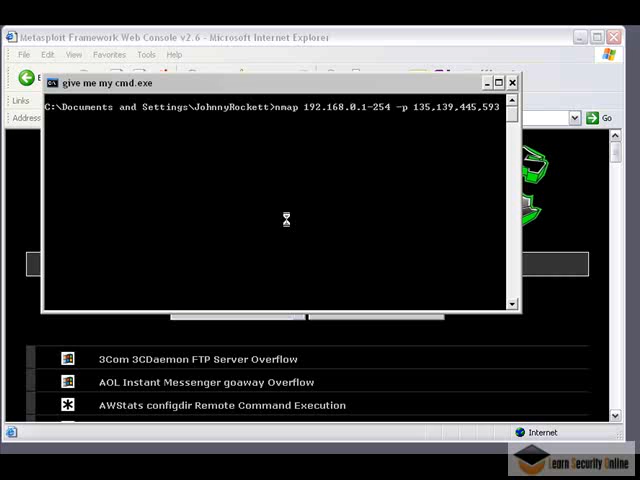 Metasploit Framework Web Console v2.6 - Microsoft Internet Explorer
File Edit View Favorites Tools Help
give me my cmd.exe
Links
Address
Go
C:\Documents and Settings\JohnnyRockett>nmap 192.168.0.1-254 -p 135,139,445,593
3Com 3CDaemon FTP Server Overflow
AOL Instant Messenger goaway Overflow
AWStats configdir Remote Command Execution
Internet
Learn Security Online